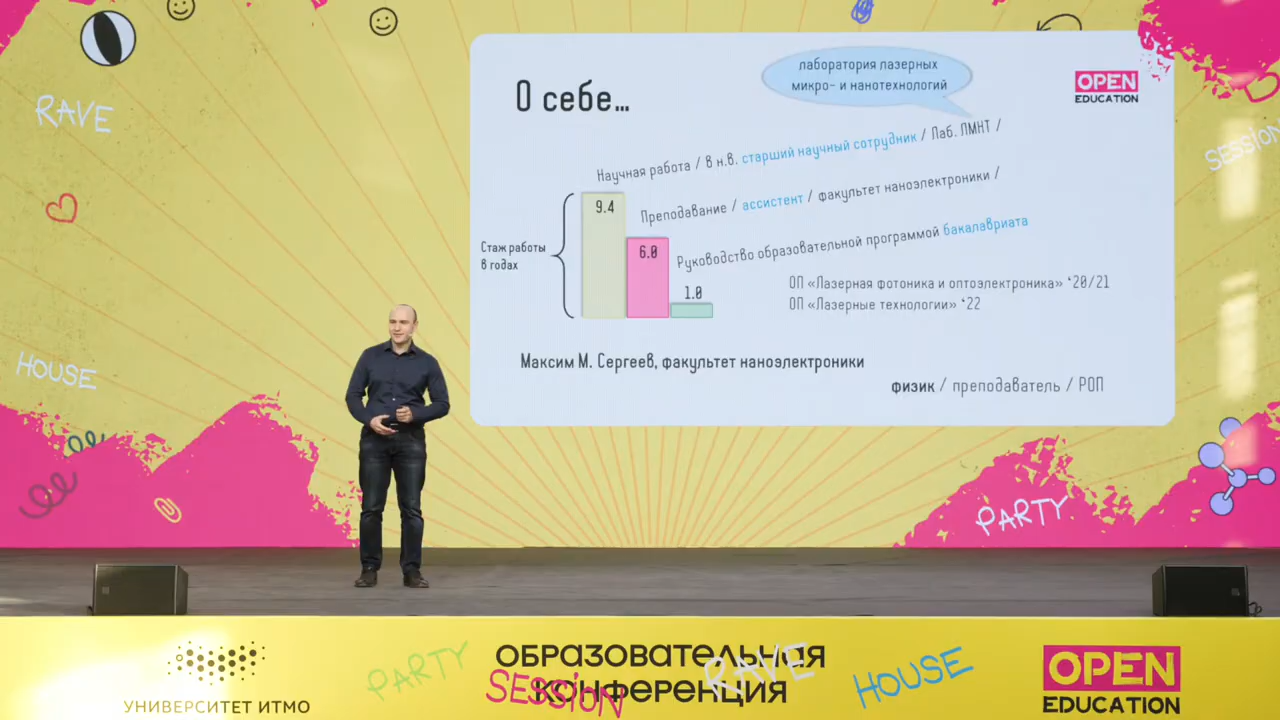 RAVE
HOUSE
О себе...
лаборатория лазерных
микро- и нанотехнологий
OPEN
EDUCATION
SESSION
Научная работа / в н.в. старший научный сотрудник / Лаб. ЛМНТ /
Преподавание / ассистент / факультет наноэлектроники /
Руководство образовательной программой бакалавриата
9.4
6.0
1.0
Стаж работы
в годах
ОП «Лазерная фотоника и оптоэлектроника» ‘20/21
ОП «Лазерные технологии» ‘22
Максим М. Сергеев, факультет наноэлектроники
физик / преподаватель / РОП
PARTY
УНИВЕРСИТЕТ ИТМО
PARTY
SESSION
ОБРАЗОВАТЕЛЬНАЯ
КОНФЕРЕНЦИЯ
RAVE
HOUSE
OPEN
EDUCATION